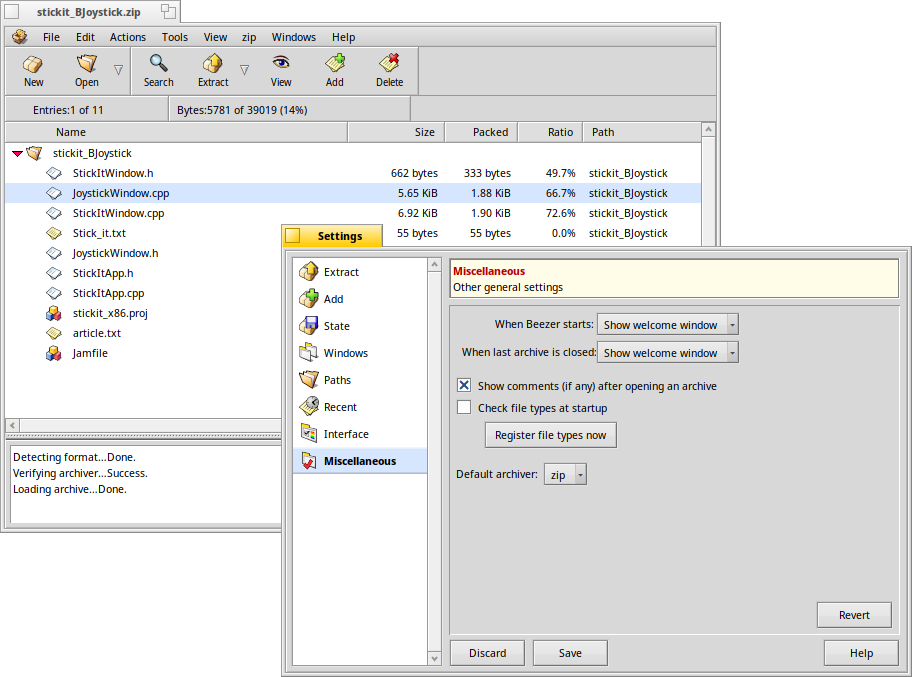 stickit_BJoystick.zip
File Edit Actions Tools View zip Windows Help
New Open Search Extract View Add Delete
Entries:1 of 11 Bytes:5781 of 39019 (14%)
Name Size Packed Ratio Path
stickit_BJoystick
StickItWindow.h 662 bytes 333 bytes 49.7% stickit_BJoystick
JoystickWindow.cpp 5.65 KiB 1.88 KiB 66.7% stickit_BJoystick
StickItWindow.cpp 6.92 KiB 1.90 KiB 72.6% stickit_BJoystick
Stick_it.txt 55 bytes 55 bytes 0.0% stickit_BJoystick
JoystickWindow.h
StickItApp.h
StickItApp.cpp
stickit_x86.proj
article.txt
Jamfile
Detecting format...Done.
Verifying archiver...Success.
Loading archive...Done.
Settings
Extract
Add
State
Windows
Paths
Recent
Interface
Miscellaneous
Miscellaneous
Other general settings
When Beezer starts: Show welcome window
When last archive is closed: Show welcome window
Show comments (if any) after opening an archive
Check file types at startup
Register file types now
Default archiver: zip
Revert
Discard Save Help